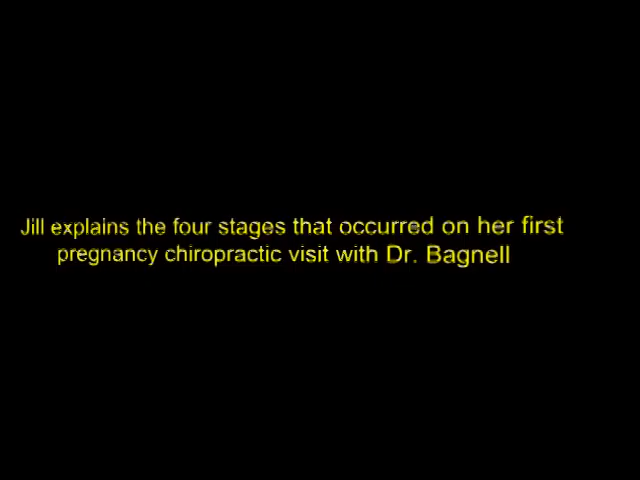 Jill explains the four stages that occurred on her first
pregnancy chiropractic visit with Dr. Bagnell